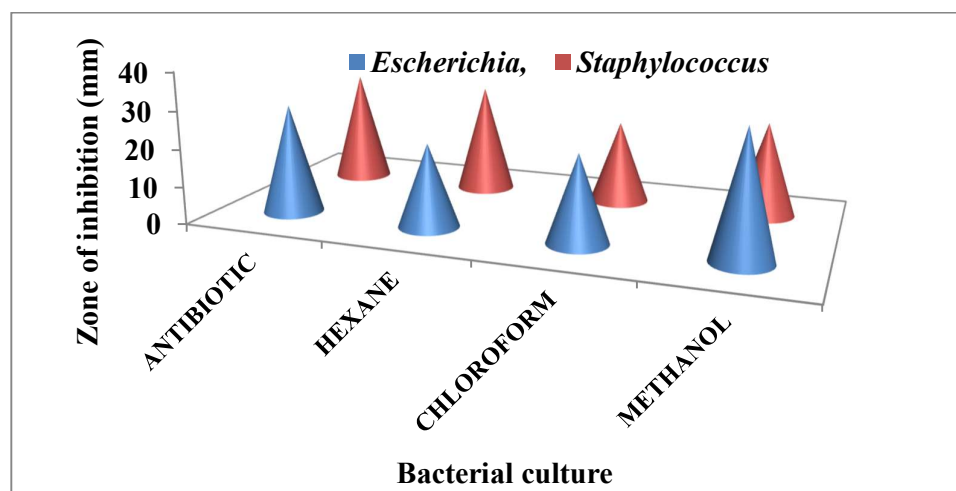 Zone of inhibition (mm)
40
30
20
10
0
Escherichia, Staphylococcus
ANTIBIOTIC
HEXANE
CHLOROFORM
METHANOL
Bacterial culture